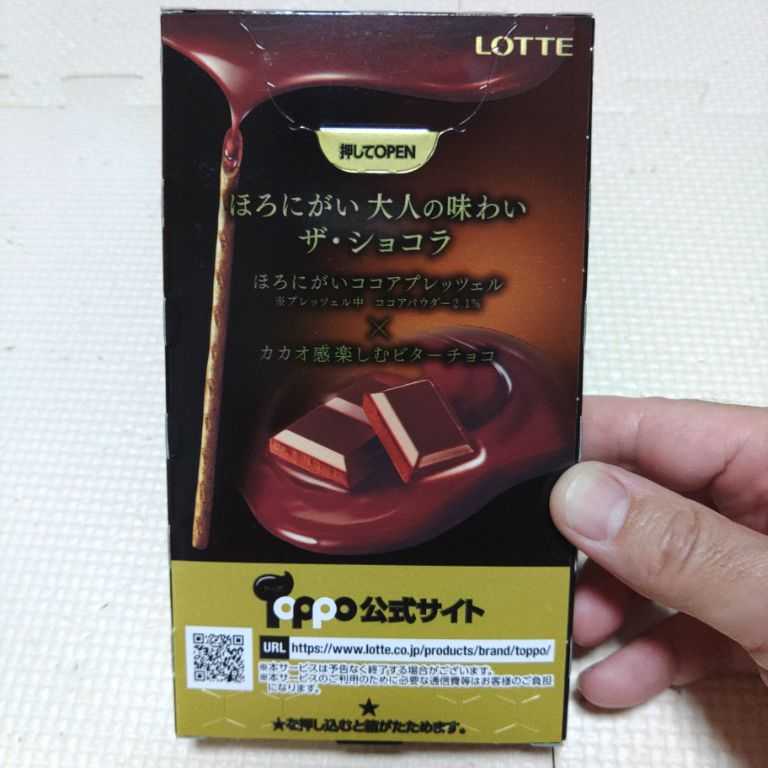 LOTTE
押してOPEN
ほろにがい 大人の味わい
ザ・ショコラ
ほろにがいココアプレッツェル
※プレッツェル中 ココアパウダー2.1%
×
カカオ感楽しむビターチョコ
Toppo公式サイト
URL https://www.lotte.co.jp/products/brand/toppo/
※本サービスは予告なく終了する場合がございます。
※本サービスのご利用のために必要な通信費等はお客様のご負担
になります。
★
★を押し込むと箱がたためます。